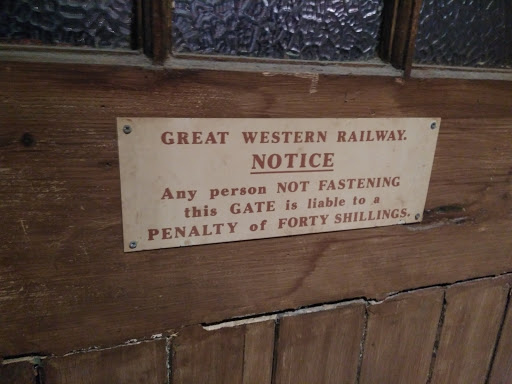 GREAT WESTERN RAILWAY.
NOTICE
Any person NOT FASTENING
this GATE is liable to a
PENALTY of FORTY SHILLINGS.